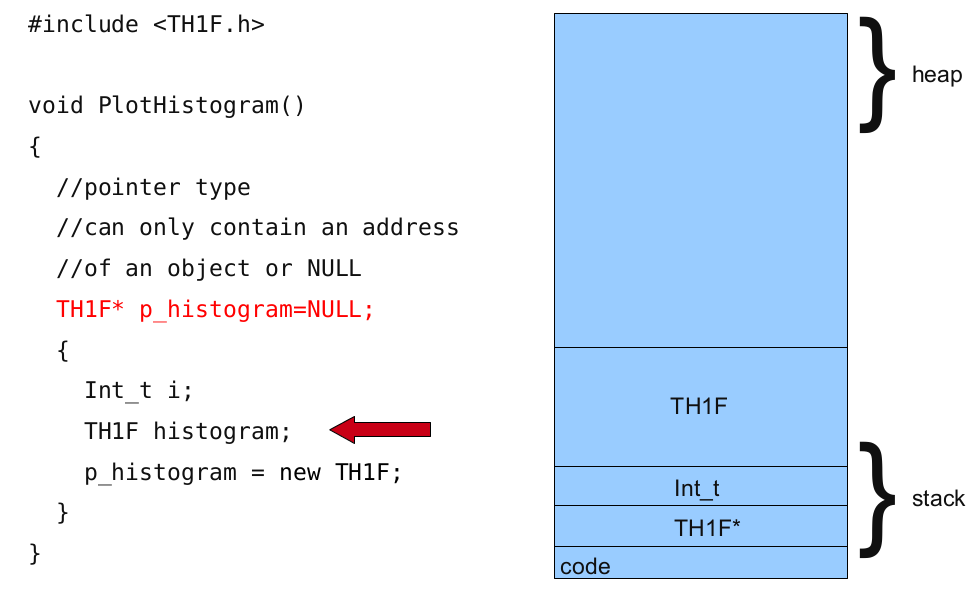 #include <TH1F.h>
void PlotHistogram()
{
  //pointer type
  //can only contain an address
  //of an object or NULL
  TH1F* p_histogram=NULL;
  {
    Int_t i;
    TH1F histogram;
    p_histogram = new TH1F;
  }
}
heap
TH1F
Int_t
stack
TH1F*
code